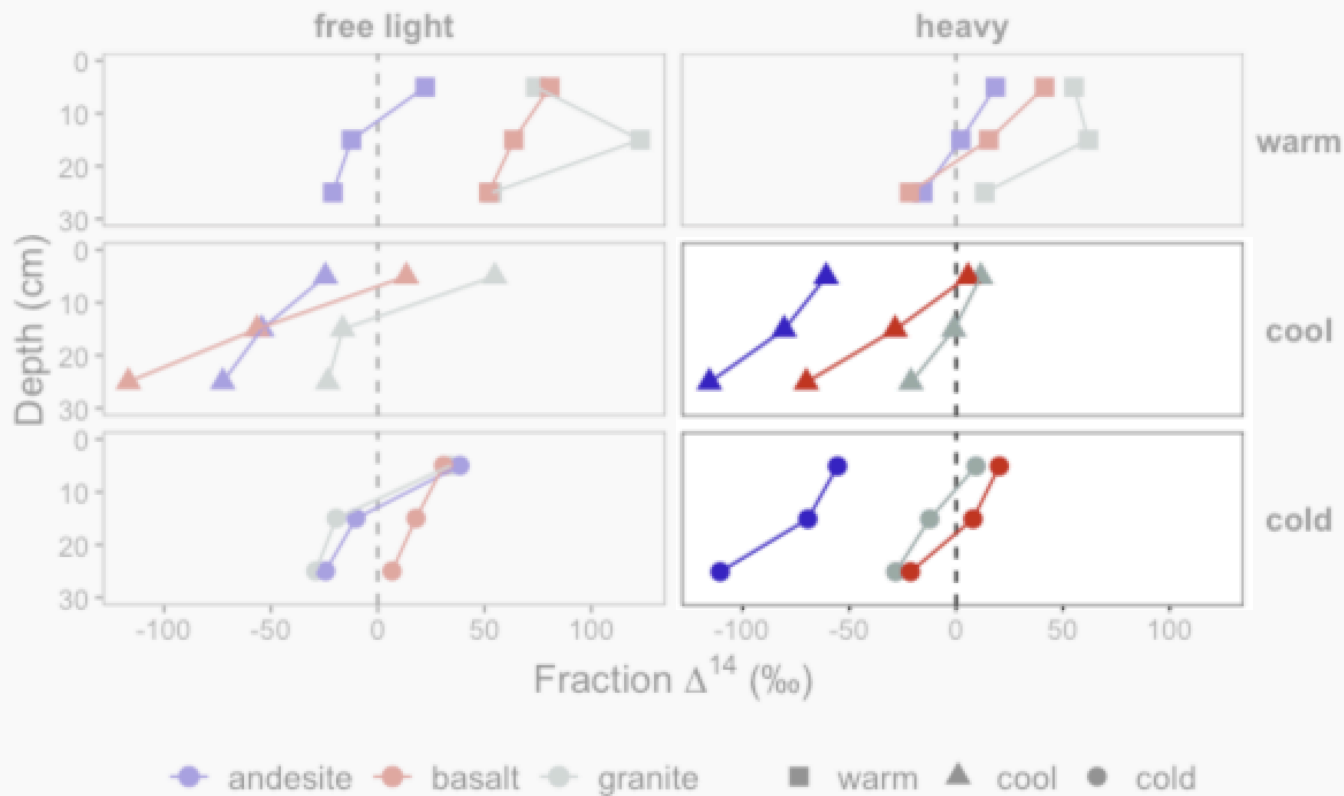 free light heavy
0
10
20
30
warm
0
10
20
30
cool
0
10
20
30
cold
Depth (cm)
-100 -50 0 50 100 -100 -50 0 50 100
Fraction Δ¹⁴ (‰)
andesite basalt granite warm cool cold